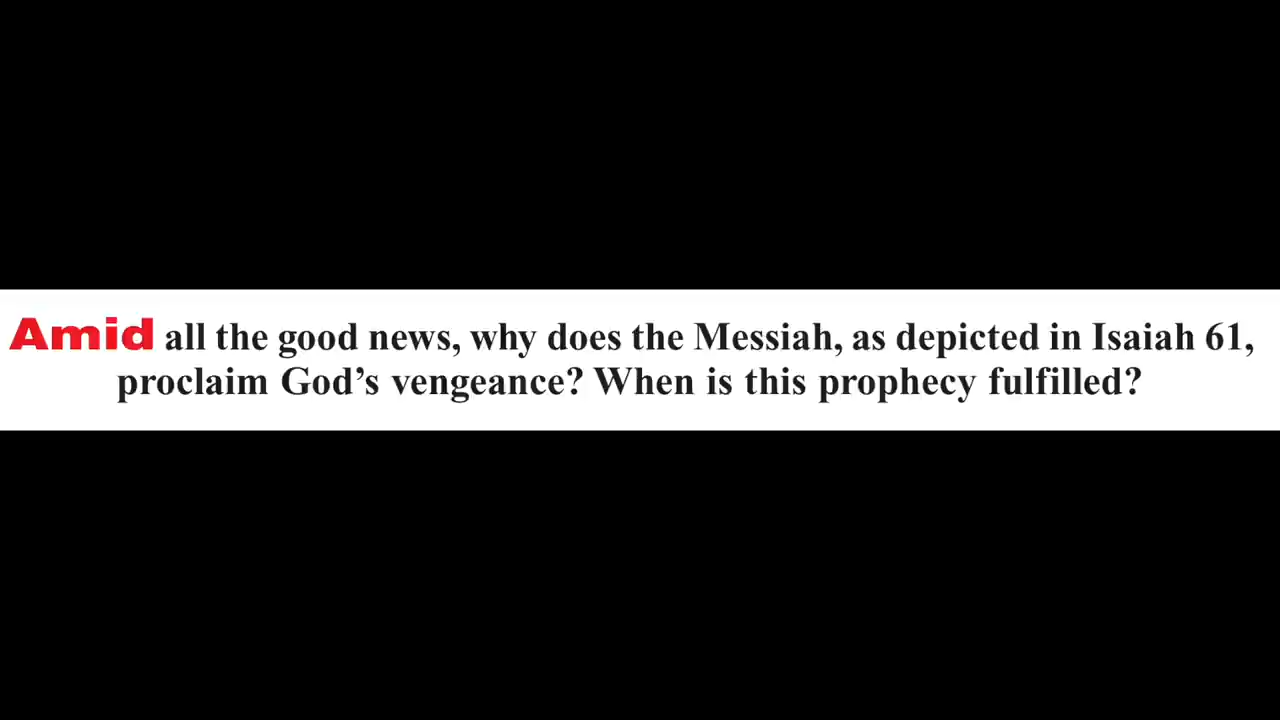 Amid all the good news, why does the Messiah, as depicted in Isaiah 61,
proclaim God’s vengeance? When is this prophecy fulfilled?